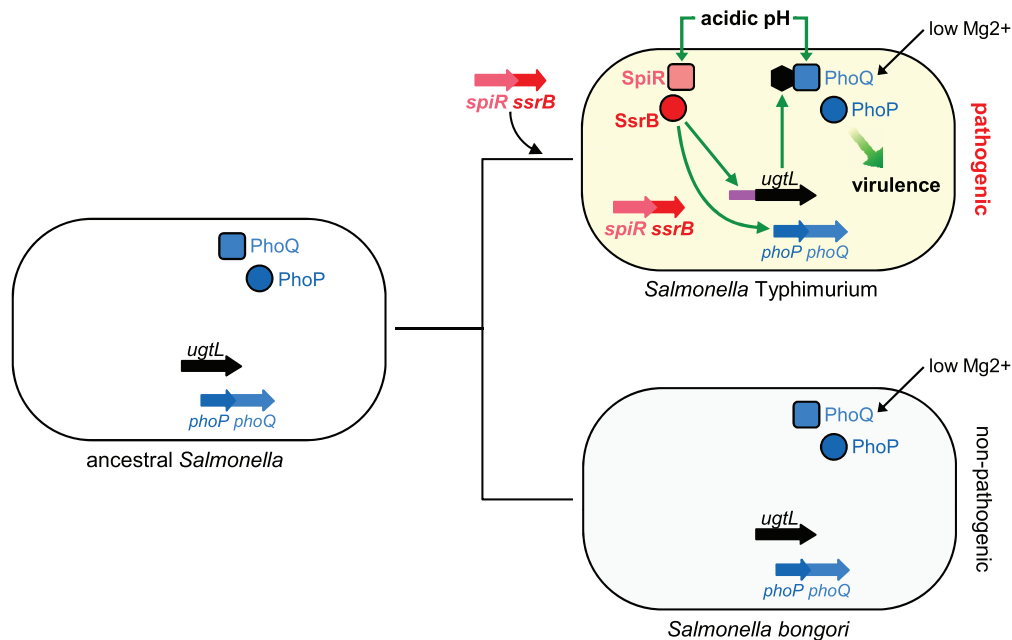 acidic pH
low Mg2+
SpiR
PhoQ
spiR ssrB
SsrB
PhoP
pathogenic
ugtL
virulence
spiR ssrB
phoP phoQ
Salmonella Typhimurium
PhoQ
PhoP
ugtL
phoP phoQ
ancestral Salmonella
low Mg2+
PhoQ
PhoP
non-pathogenic
ugtL
phoP phoQ
Salmonella bongori